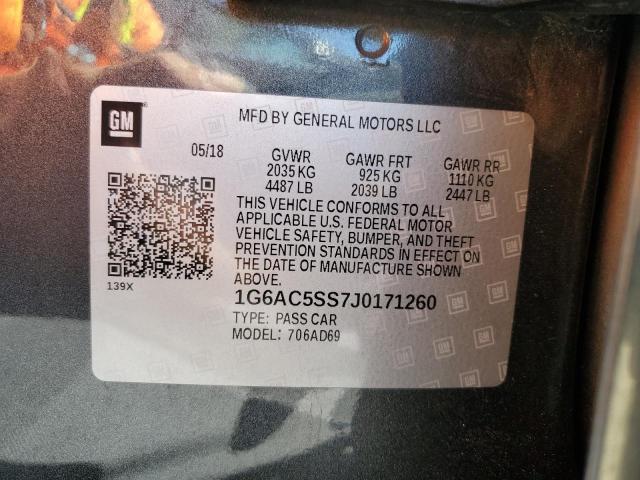 GM
MFD BY GENERAL MOTORS LLC
05/18 GVWR GAWR FRT GAWR RR
2035 KG 925 KG 1110 KG
4487 LB 2039 LB 2447 LB
THIS VEHICLE CONFORMS TO ALL
APPLICABLE U.S. FEDERAL MOTOR
VEHICLE SAFETY, BUMPER, AND THEFT
PREVENTION STANDARDS IN EFFECT ON
THE DATE OF MANUFACTURE SHOWN
ABOVE.
139X
1G6AC5SS7J0171260
TYPE: PASS CAR
MODEL: 706AD69